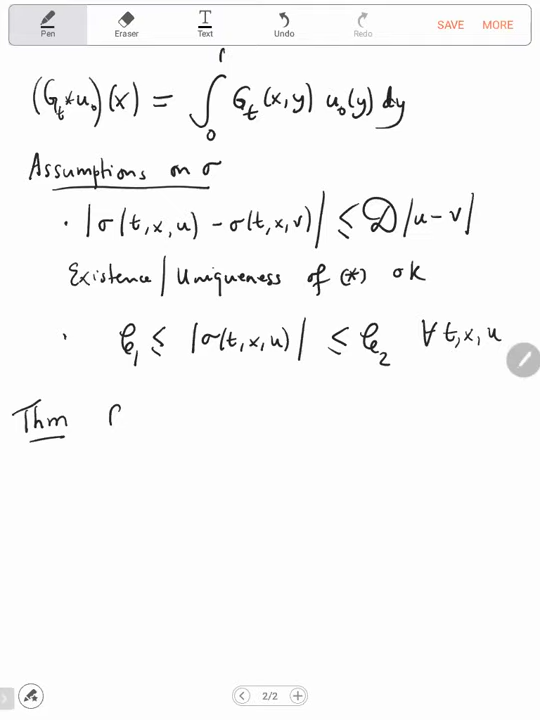 Pen Eraser Text Undo Redo SAVE MORE
(G_t * u_0)(x) = ∫_0^1 G_t(x,y) u_0(y) dy
Assumptions on σ
· |σ(t,x,u) - σ(t,x,v)| ≤ 𝒟|u-v|
Existence/Uniqueness of (*) ok
· 𝒞_1 ≤ |σ(t,x,u)| ≤ 𝒞_2 ∀ t,x,u
Thm
2/2